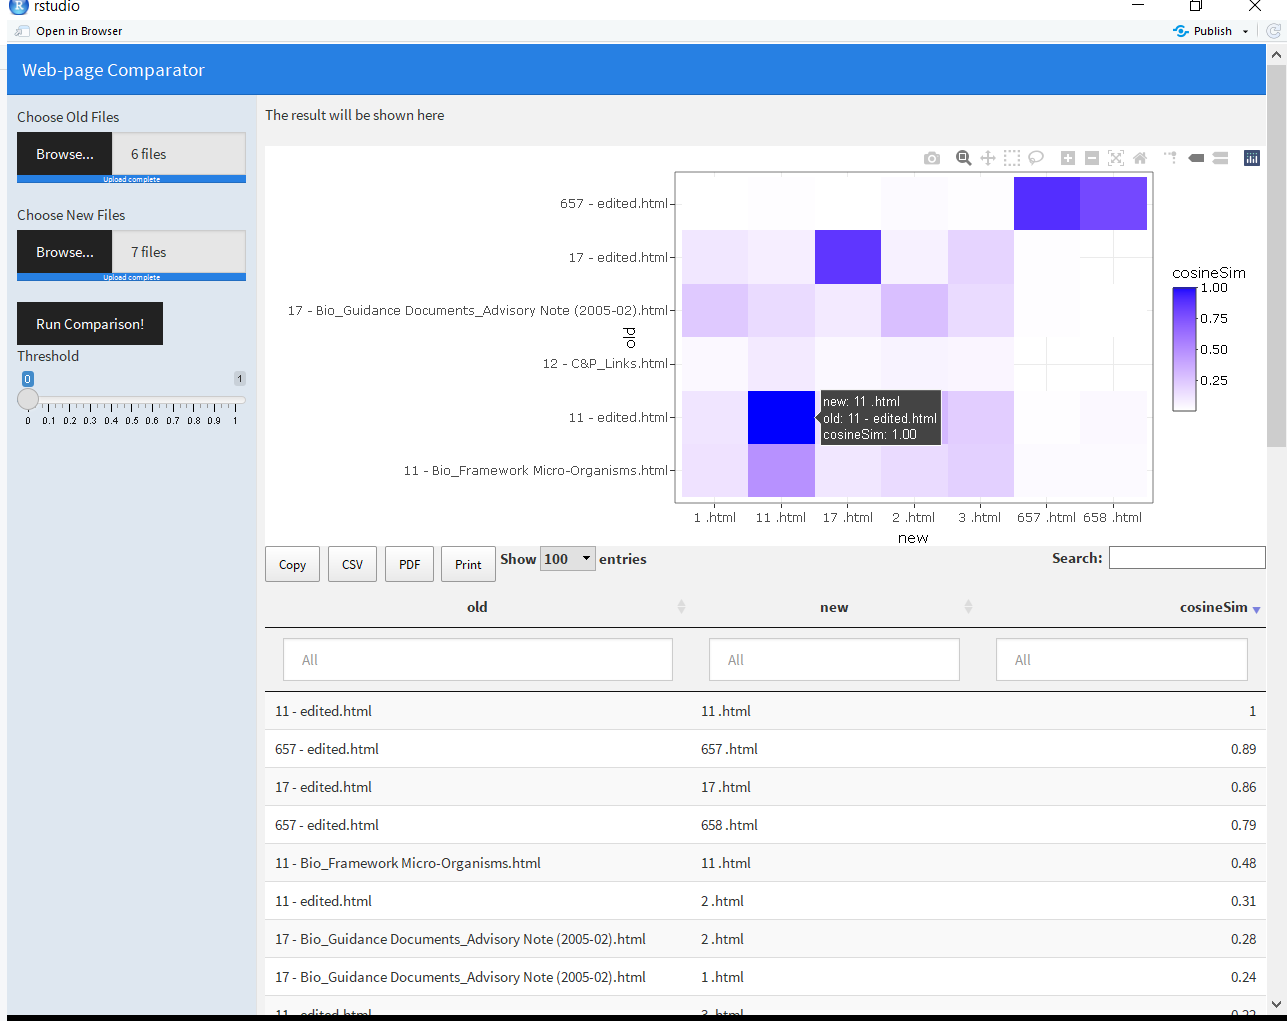 rstudio
Open in Browser
Publish
Web-page Comparator
Choose Old Files
Browse... 6 files
Upload complete
Choose New Files
Browse... 7 files
Upload complete
Run Comparison!
Threshold
0 1
0 0.1 0.2 0.3 0.4 0.5 0.6 0.7 0.8 0.9 1
The result will be shown here
657 - edited.html
17 - edited.html
17 - Bio_Guidance Documents_Advisory Note (2005-02).html
old
12 - C&P_Links.html
11 - edited.html
11 - Bio_Framework Micro-Organisms.html
new: 11 .html
old: 11 - edited.html
cosineSim: 1.00
1 .html 11 .html 17 .html 2 .html 3 .html 657 .html 658 .html
new
cosineSim
1.00
0.75
0.50
0.25
Copy CSV PDF Print Show 100 entries Search:
old new cosineSim
All All All
11 - edited.html 11 .html 1
657 - edited.html 657 .html 0.89
17 - edited.html 17 .html 0.86
657 - edited.html 658 .html 0.79
11 - Bio_Framework Micro-Organisms.html 11 .html 0.48
11 - edited.html 2 .html 0.31
17 - Bio_Guidance Documents_Advisory Note (2005-02).html 2 .html 0.28
17 - Bio_Guidance Documents_Advisory Note (2005-02).html 1 .html 0.24
11 - edited.html 3 .html 0.22